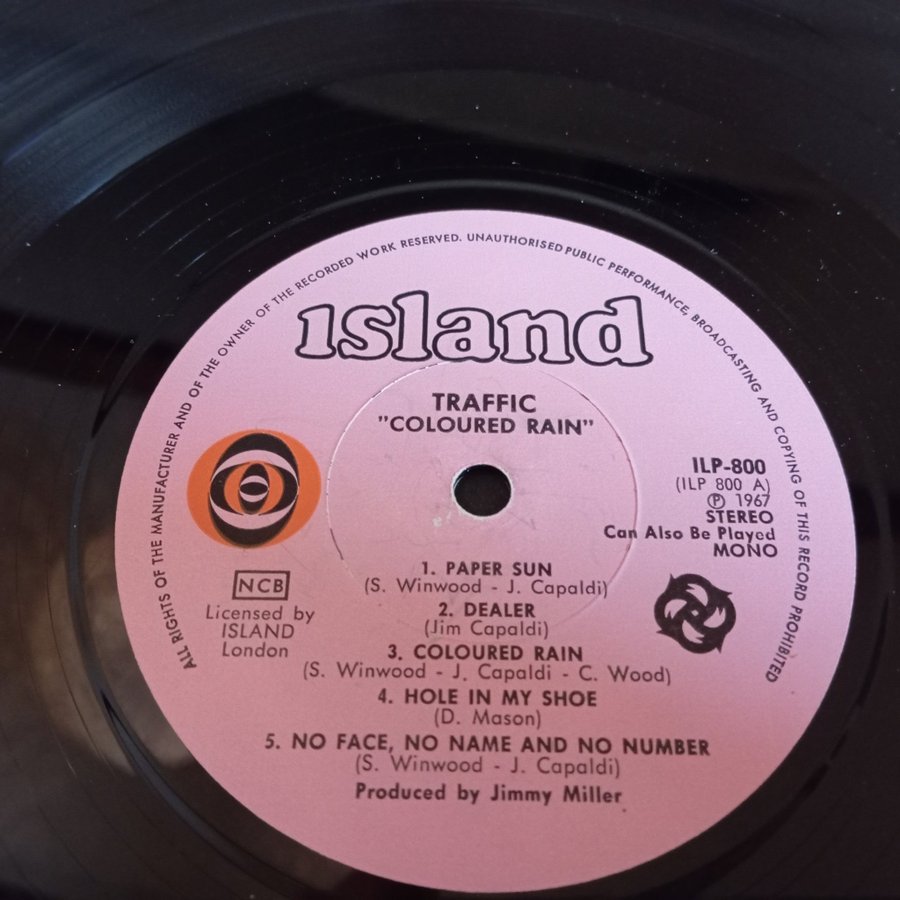 ALL RIGHTS OF THE MANUFACTURER AND OF THE OWNER OF THE RECORDED WORK RESERVED. UNAUTHORISED PUBLIC PERFORMANCE, BROADCASTING AND COPYING OF THIS RECORD PROHIBITED
island
TRAFFIC
"COLOURED RAIN"
ILP-800
(ILP 800 A)
℗ 1967
STEREO
Can Also Be Played
MONO
NCB
Licensed by
ISLAND
London
1. PAPER SUN
(S. Winwood - J. Capaldi)
2. DEALER
(Jim Capaldi)
3. COLOURED RAIN
(S. Winwood - J. Capaldi - C. Wood)
4. HOLE IN MY SHOE
(D. Mason)
5. NO FACE, NO NAME AND NO NUMBER
(S. Winwood - J. Capaldi)
Produced by Jimmy Miller